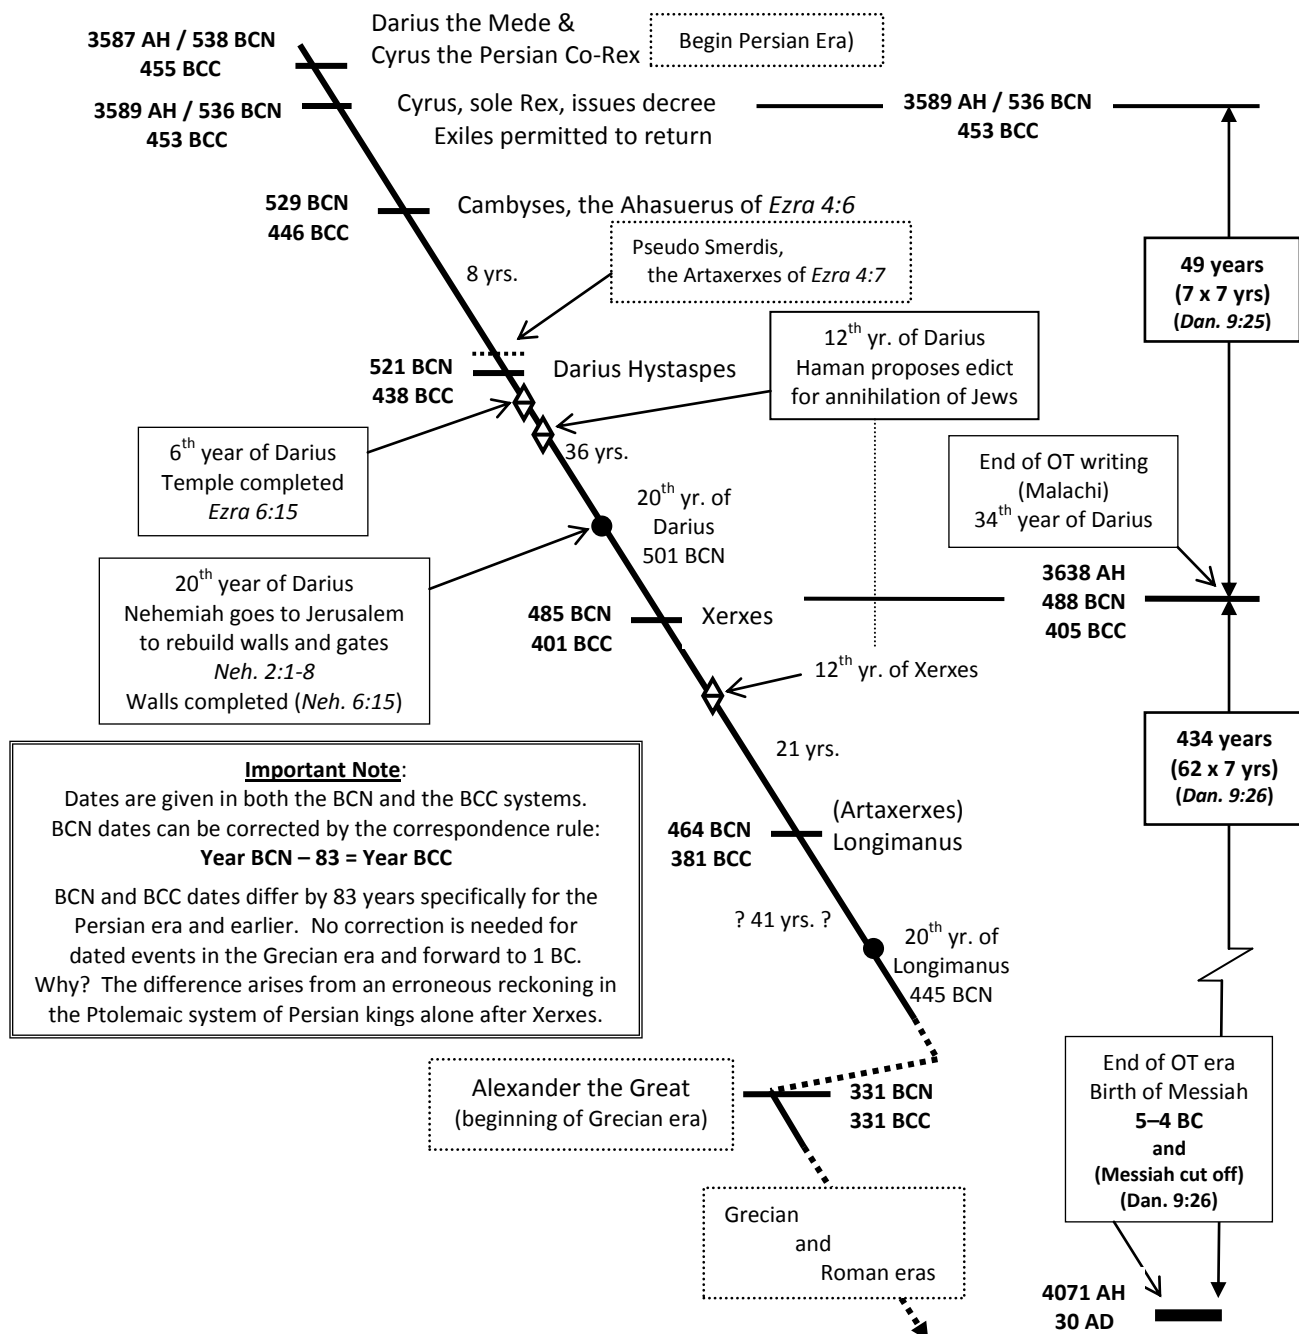 Darius the Mede &
Cyrus the Persian Co-Rex
Begin Persian Era)
3587 AH / 538 BCN
455 BCC
3589 AH / 536 BCN
453 BCC
Cyrus, sole Rex, issues decree
Exiles permitted to return
3589 AH / 536 BCN
453 BCC
529 BCN
446 BCC
Cambyses, the Ahasuerus of Ezra 4:6
Pseudo Smerdis,
the Artaxerxes of Ezra 4:7
8 yrs.
49 years
(7 x 7 yrs)
(Dan. 9:25)
12th yr. of Darius
Haman proposes edict
for annihilation of Jews
521 BCN
438 BCC
Darius Hystaspes
6th year of Darius
Temple completed
Ezra 6:15
36 yrs.
End of OT writing
(Malachi)
34th year of Darius
20th yr. of
Darius
501 BCN
20th year of Darius
Nehemiah goes to Jerusalem
to rebuild walls and gates
Neh. 2:1-8
Walls completed (Neh. 6:15)
485 BCN
401 BCC
Xerxes
3638 AH
488 BCN
405 BCC
12th yr. of Xerxes
21 yrs.
434 years
(62 x 7 yrs)
(Dan. 9:26)
Important Note:
Dates are given in both the BCN and the BCC systems.
BCN dates can be corrected by the correspondence rule:
Year BCN – 83 = Year BCC
BCN and BCC dates differ by 83 years specifically for the
Persian era and earlier. No correction is needed for
dated events in the Grecian era and forward to 1 BC.
Why? The difference arises from an erroneous reckoning in
the Ptolemaic system of Persian kings alone after Xerxes.
464 BCN
381 BCC
(Artaxerxes)
Longimanus
? 41 yrs. ?
20th yr. of
Longimanus
445 BCN
Alexander the Great
(beginning of Grecian era)
331 BCN
331 BCC
End of OT era
Birth of Messiah
5–4 BC
and
(Messiah cut off)
(Dan. 9:26)
Grecian
and
Roman eras
4071 AH
30 AD